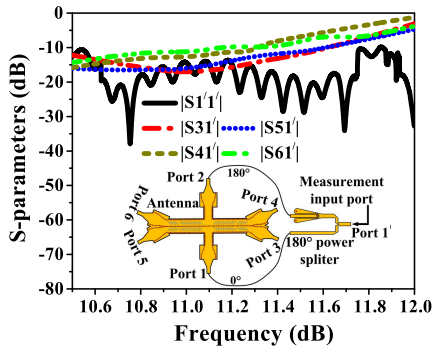 S-parameters (dB)
0
-10
-20
-30
-40
-50
-60
-70
-80
|S1′1′|
|S31′|
|S51′|
|S41′|
|S61′|
Port 2
180°
Measurement
input port
Port 6
Antenna
Port 4
Port 1′
Port 5
Port 3
180° power
spliter
Port 1
0°
10.6
10.8
11.0
11.2
11.4
11.6
11.8
12.0
Frequency (dB)